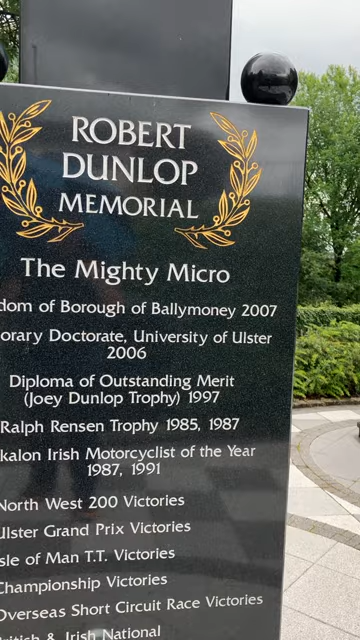 ROBERT
DUNLOP
MEMORIAL
The Mighty Micro
dom of Borough of Ballymoney 2007
orary Doctorate, University of Ulster
2006
Diploma of Outstanding Merit
(Joey Dunlop Trophy) 1997
Ralph Rensen Trophy 1985, 1987
kalon Irish Motorcyclist of the Year
1987, 1991
North West 200 Victories
Ulster Grand Prix Victories
sle of Man T.T. Victories
Championship Victories
Overseas Short Circuit Race Victories
British & Irish National